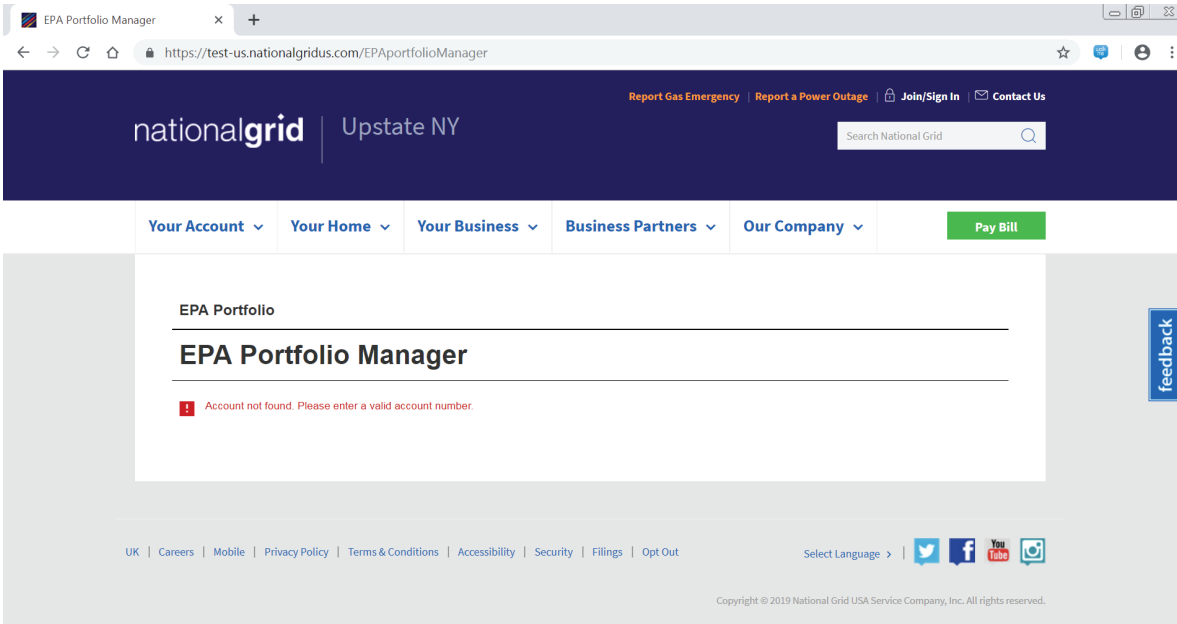 EPA Portfolio Manager
https://test-us.nationalgridus.com/EPAportfolioManager
Report Gas Emergency | Report a Power Outage | Join/Sign In | Contact Us
nationalgrid | Upstate NY
Search National Grid
Your Account Your Home Your Business Business Partners Our Company Pay Bill
EPA Portfolio
EPA Portfolio Manager
! Account not found. Please enter a valid account number.
feedback
UK | Careers | Mobile | Privacy Policy | Terms & Conditions | Accessibility | Security | Filings | Opt Out
Select Language > | You Tube
Copyright © 2019 National Grid USA Service Company, Inc. All rights reserved.